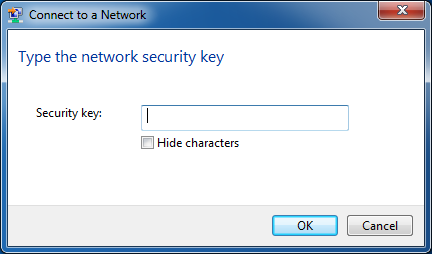 Connect to a Network
Type the network security key
Security key:
Hide characters
OK Cancel